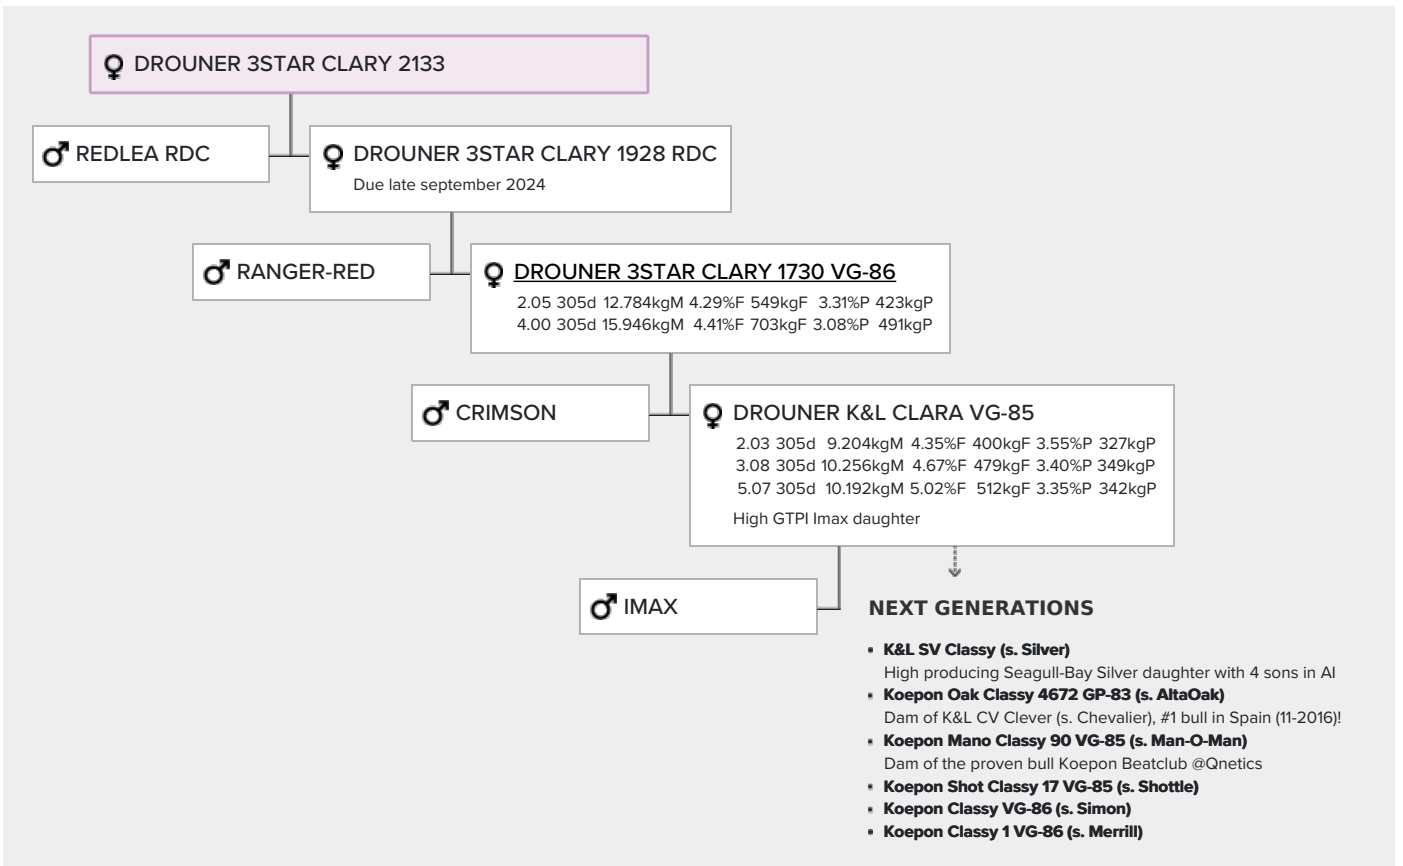 DROUNER 3STAR CLARY 2133
REDLEA RDC
DROUNER 3STAR CLARY 1928 RDC
Due late september 2024
RANGER-RED
DROUNER 3STAR CLARY 1730 VG-86
2.05 305d 12.784kgM 4.29%F 549kgF 3.31%P 423kgP
4.00 305d 15.946kgM 4.41%F 703kgF 3.08%P 491kgP
CRIMSON
DROUNER K&L CLARA VG-85
2.03 305d 9.204kgM 4.35%F 400kgF 3.55%P 327kgP
3.08 305d 10.256kgM 4.67%F 479kgF 3.40%P 349kgP
5.07 305d 10.192kgM 5.02%F 512kgF 3.35%P 342kgP
High GTPI Imax daughter
IMAX
NEXT GENERATIONS
• K&L SV Classy (s. Silver)
High producing Seagull-Bay Silver daughter with 4 sons in AI
• Koepon Oak Classy 4672 GP-83 (s. AltaOak)
Dam of K&L CV Clever (s. Chevalier), #1 bull in Spain (11-2016)!
• Koepon Mano Classy 90 VG-85 (s. Man-O-Man)
Dam of the proven bull Koepon Beatclub @Qnetics
• Koepon Shot Classy 17 VG-85 (s. Shottle)
• Koepon Classy VG-86 (s. Simon)
• Koepon Classy 1 VG-86 (s. Merrill)